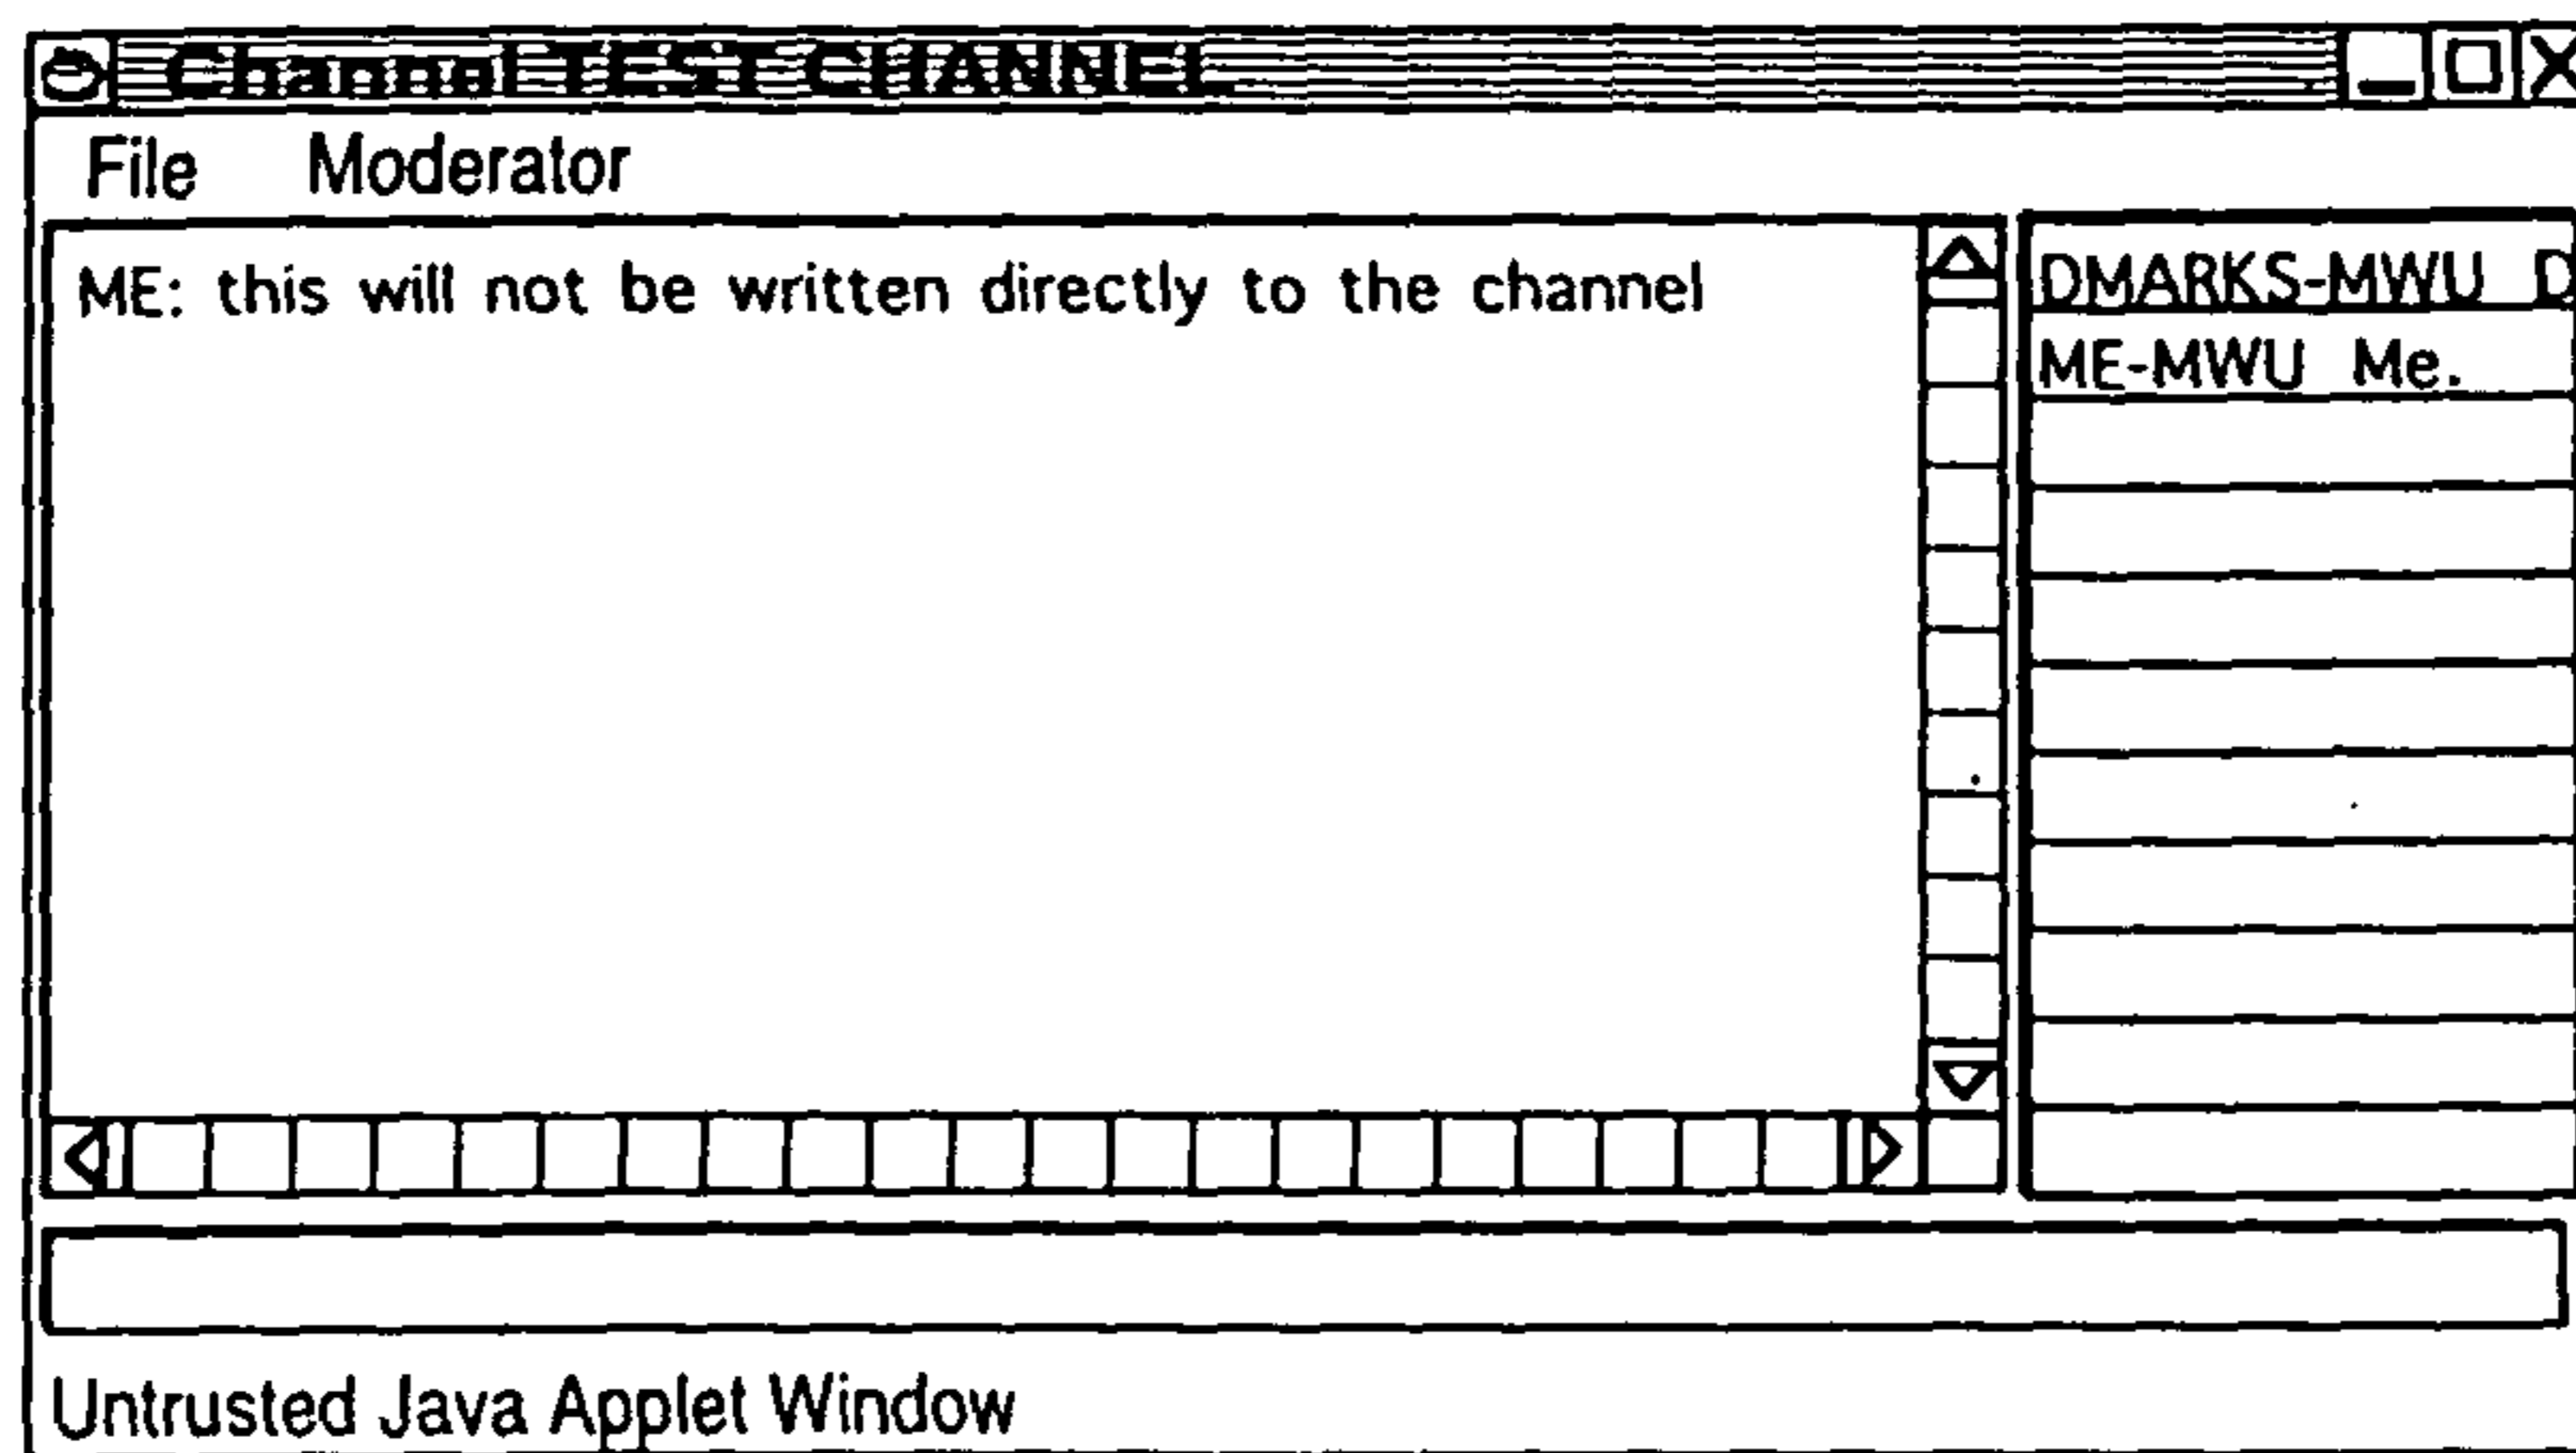 Channel TEST CHANNEL
File Moderator
ME: this will not be written directly to the channel
DMARKS-MWU D
ME-MWU Me.
Untrusted Java Applet Window